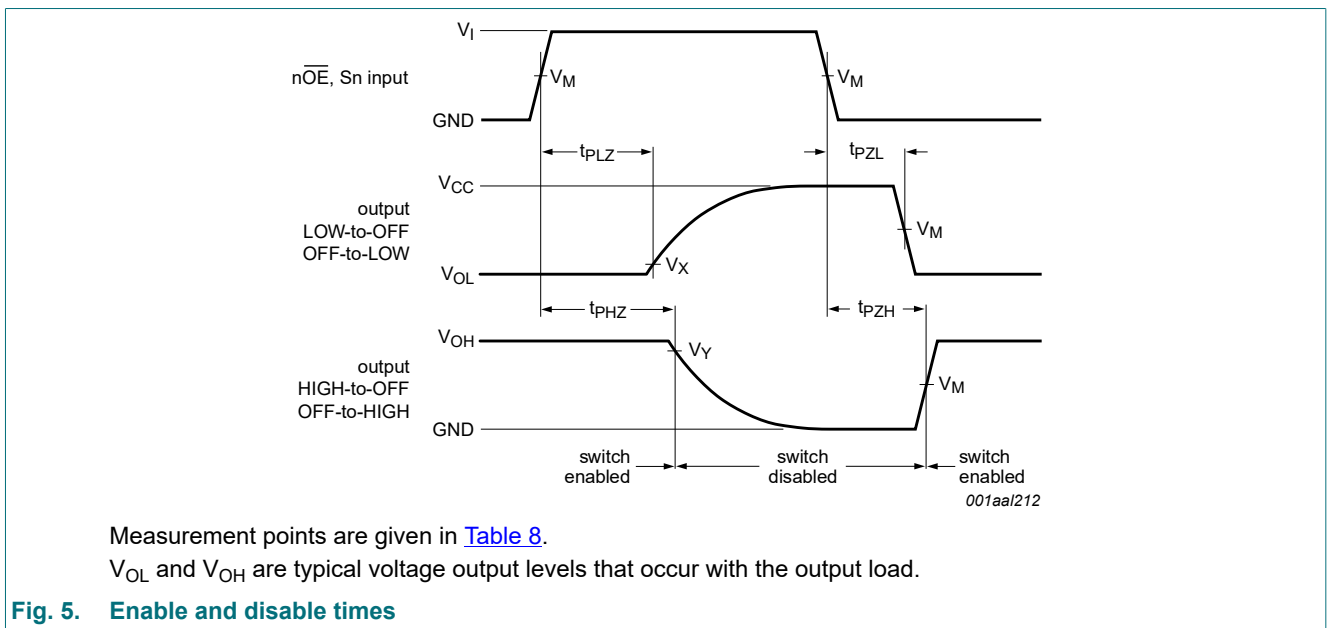 V_I
nOE, Sn input
V_M
V_M
GND
t_PLZ
t_PZL
V_CC
output
LOW-to-OFF
OFF-to-LOW
V_M
V_X
V_OL
t_PHZ
t_PZH
V_OH
V_Y
output
HIGH-to-OFF
OFF-to-HIGH
V_M
GND
switch
enabled
switch
disabled
switch
enabled
001aal212
Measurement points are given in Table 8.
V_OL and V_OH are typical voltage output levels that occur with the output load.
Fig. 5. Enable and disable times